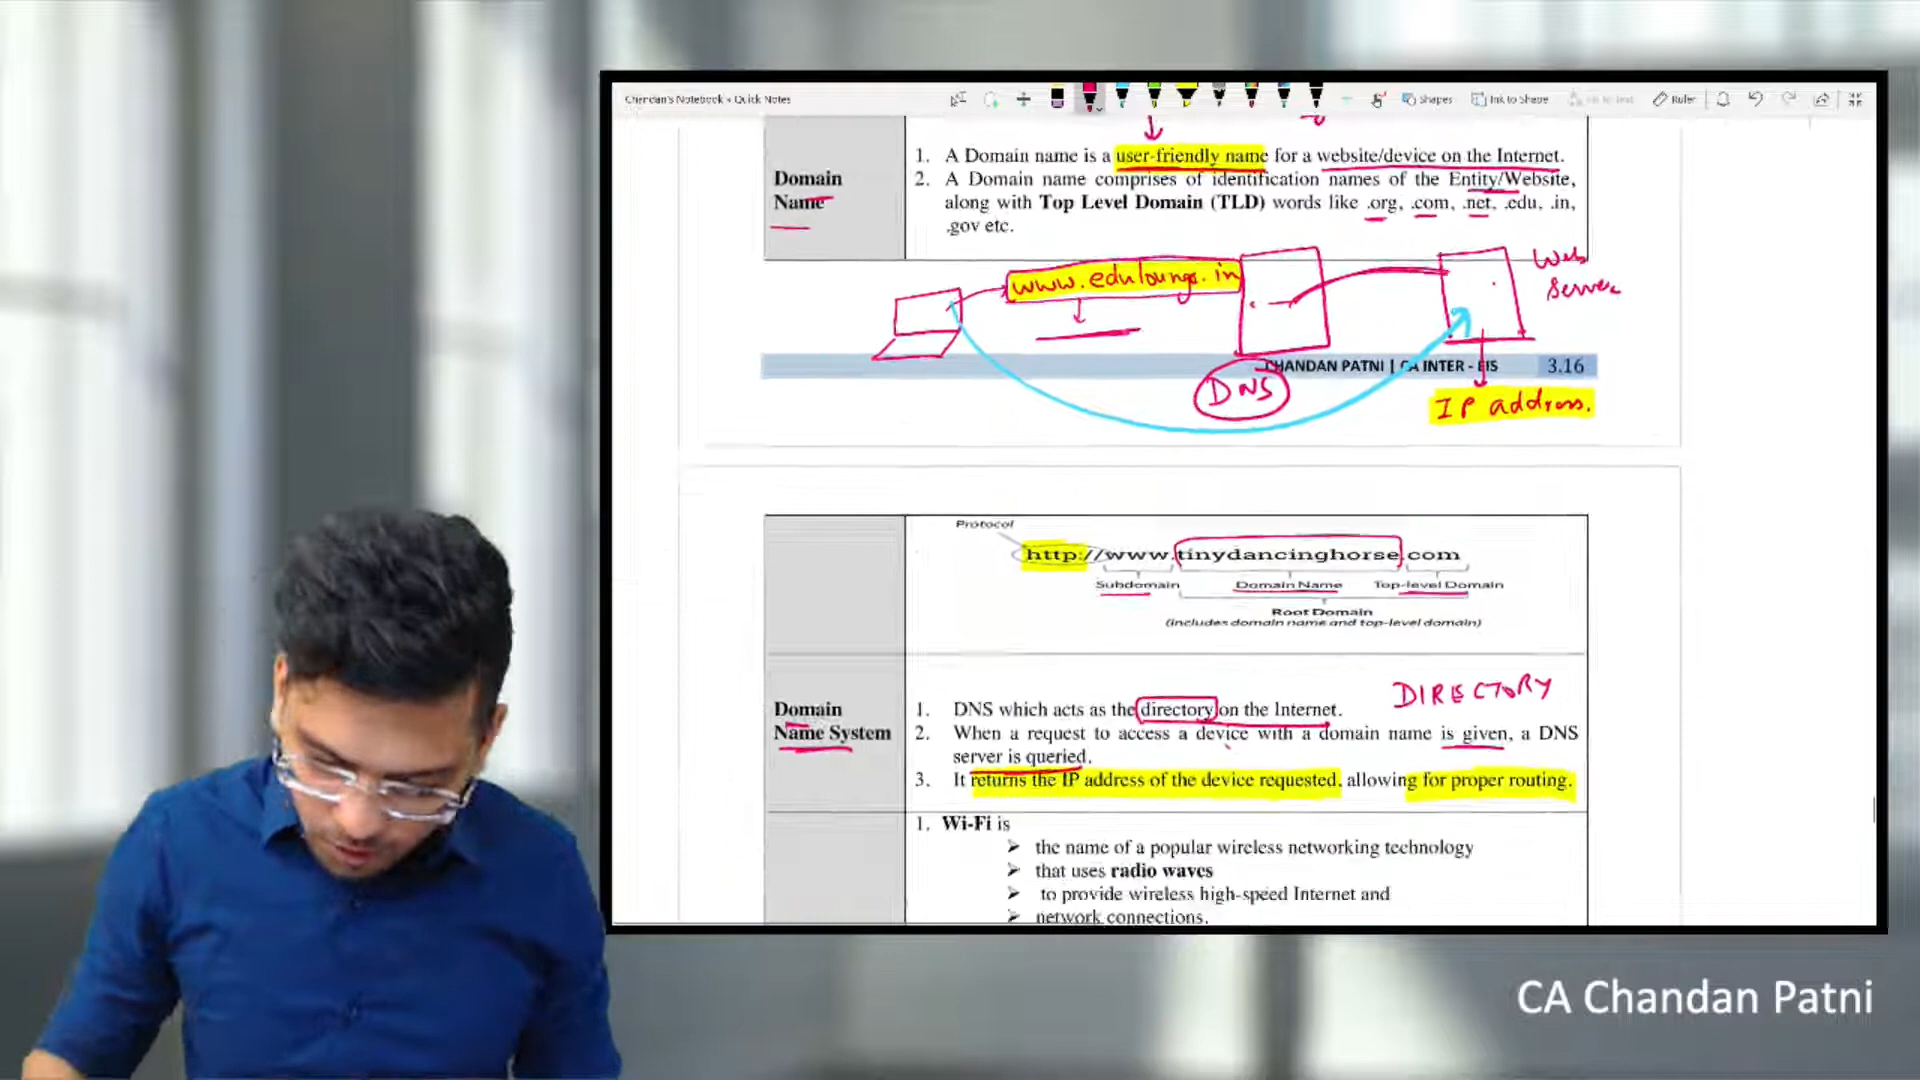 Chandan's Notebook » Quick Notes
Shapes
Ink to Shape
Ruler
Domain
Name
1. A Domain name is a user-friendly name for a website/device on the Internet.
2. A Domain name comprises of identification names of the Entity/Website,
along with Top Level Domain (TLD) words like .org, .com, .net, .edu, .in,
.gov etc.
www.edulounge.in
Web
Server
CHANDAN PATNI | CA INTER - EIS 3.16
DNS
IP address.
Protocol
http://www.tinydancinghorse.com
Subdomain Domain Name Top-level Domain
Root Domain
(includes domain name and top-level domain)
DIRECTORY
Domain
Name System
1. DNS which acts as the directory on the Internet.
2. When a request to access a device with a domain name is given, a DNS
server is queried.
3. It returns the IP address of the device requested, allowing for proper routing.
1. Wi-Fi is
➢ the name of a popular wireless networking technology
➢ that uses radio waves
➢ to provide wireless high-speed Internet and
➢ network connections.
CA Chandan Patni